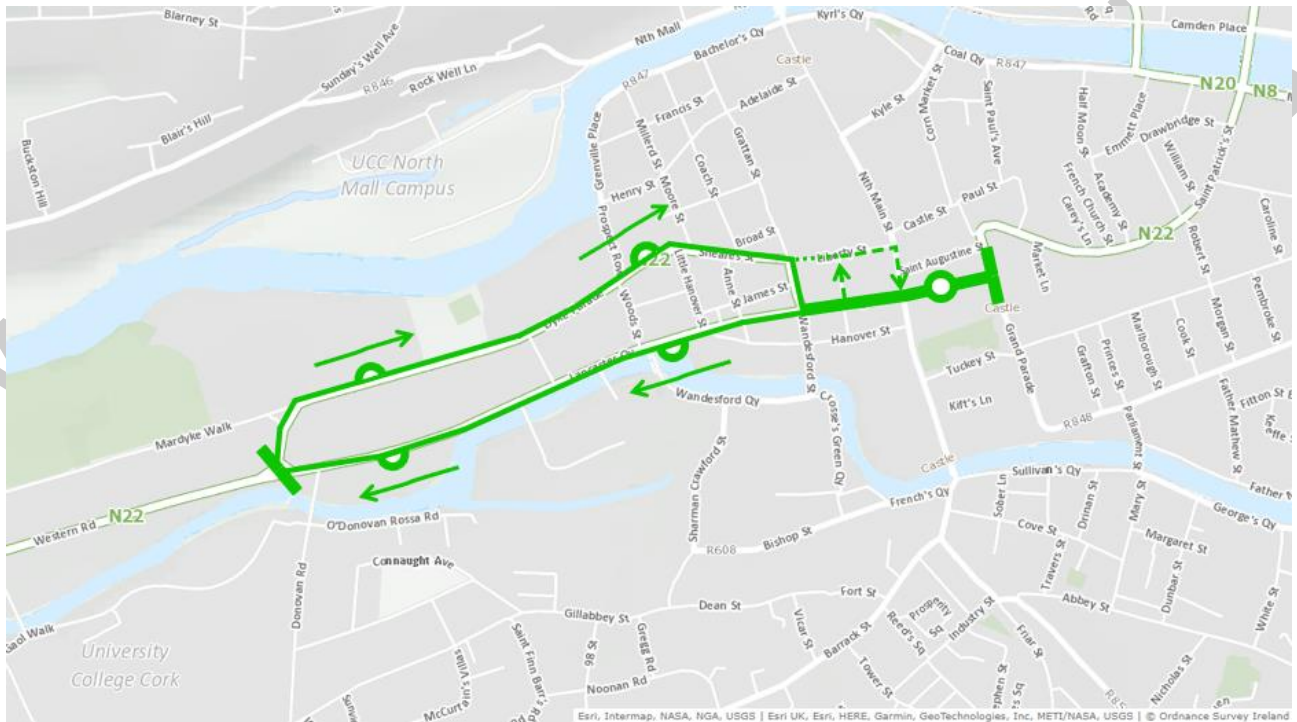 Blarney St
Sunday's Well Ave
R846
Rock Well Ln
Nth Mall
Bachelor's Qy
R847
Kyrl's Qy
Camden Place
Castle
Coal Qy
R847
N20
N8
Blair's Hill
Buckston Hill
UCC North
Mall Campus
Grenville Place
Francis St
Adelaide St
Millerd St
Coach St
Grattan St
Kyle St
Corn Market St
Saint Paul's Ave
Half Moon St
Emmett Place
Drawbridge St
William St
Saint Patrick's St
Academy St
French Church St
Carey's Ln
Henry St
Moore St
Prospect Row
Nth Main St
Castle St
Paul St
Caroline St
Robert St
N22
Broad St
Sheares St
Liberty St
Saint Augustine St
Market Ln
N22
Little Hanover St
Anne St
James St
Woods St
Castle
Pembroke St
Lancaster Qy
Wandesford St
Hanover St
Grand Parade
Tuckey St
Grafton St
Princes St
Marlborough St
Cook St
Morgan St
Wandesford Qy
Crosse's Green Qy
Kift's Ln
R848
Parliament St
Father Mathew St
Fitton St E
Mardyke Walk
Western Rd
N22
O'Donovan Rossa Rd
Donovan Rd
Connaught Ave
Sharman Crawford St
R608
Bishop St
French's Qy
Castle
Sullivan's Qy
Sober Ln
Cove St
Travers St
Drinan St
Mary St
Margaret St
Dunbar St
George's Qy
Abbey St
White St
Gaol Walk
University
College Cork
Gillabbey St
Dean St
Fort St
Vicar St
Barrack St
Tower St
Reed's Sq
Prosperity Sq
Industry St
Friar St
Nicholas St
Saint Finn Barr's
98 St
Gregg Rd
Noonan Rd
Esri, Intermap, NASA, NGA, USGS | Esri UK, Esri, HERE, Garmin, GeoTechnologies, Inc, METI/NASA, USGS | © Ordnance Survey Ireland